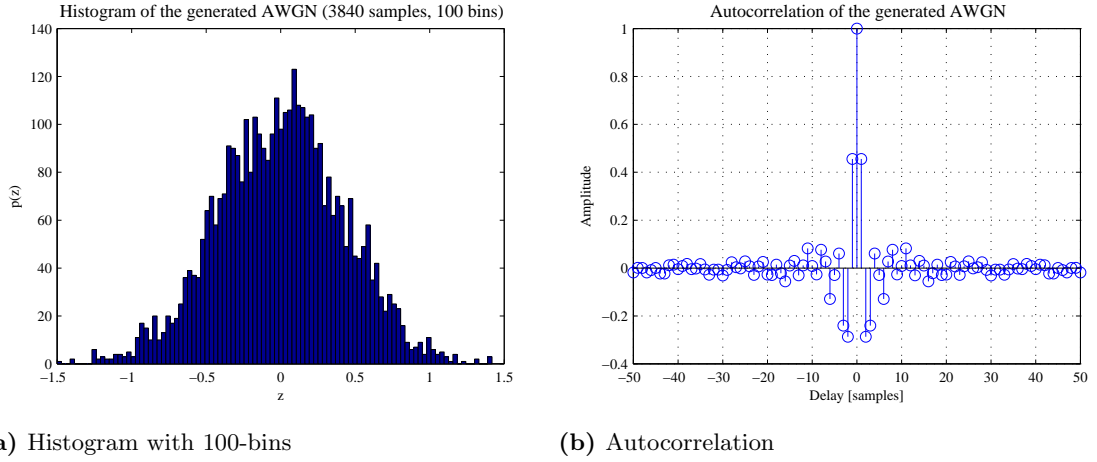 Histogram of the generated AWGN (3840 samples, 100 bins)
140
120
100
80
60
40
20
0
p(z)
−1.5 −1 −0.5 0 0.5 1 1.5
z
Autocorrelation of the generated AWGN
1
0.8
0.6
0.4
0.2
0
−0.2
−0.4
Amplitude
−50 −40 −30 −20 −10 0 10 20 30 40 50
Delay [samples]
a) Histogram with 100-bins
(b) Autocorrelation